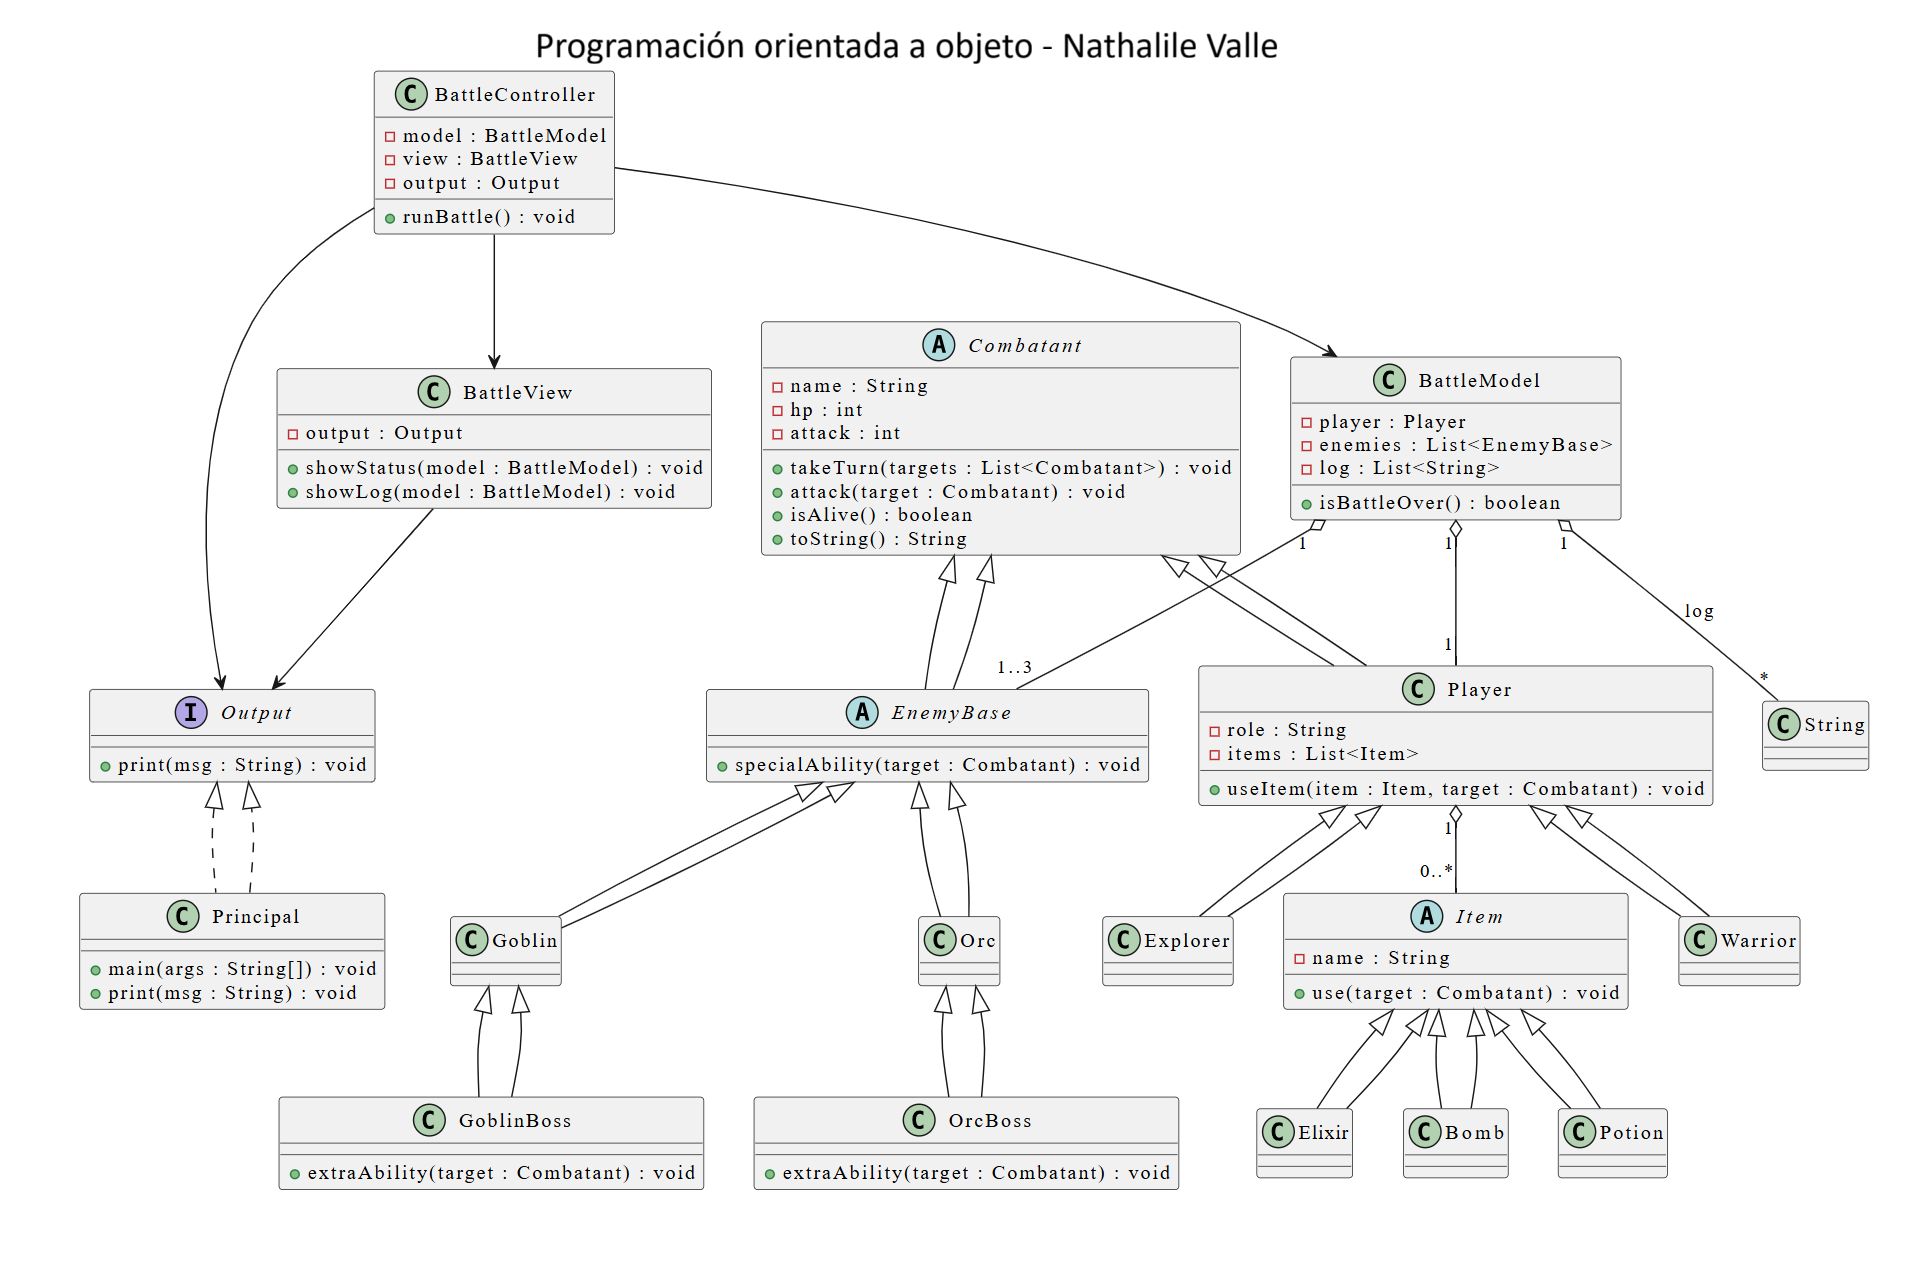 Programación orientada a objeto - Nathalile Valle
C BattleController
model : BattleModel
view : BattleView
output : Output
runBattle() : void
A Combatant
name : String
hp : int
attack : int
takeTurn(targets : List<Combatant>) : void
attack(target : Combatant) : void
isAlive() : boolean
toString() : String
C BattleModel
player : Player
enemies : List<EnemyBase>
log : List<String>
isBattleOver() : boolean
C BattleView
output : Output
showStatus(model : BattleModel) : void
showLog(model : BattleModel) : void
1
1
1
log
1..3
1
*
I Output
print(msg : String) : void
A EnemyBase
specialAbility(target : Combatant) : void
C Player
role : String
items : List<Item>
useItem(item : Item, target : Combatant) : void
C String
1
0..*
C Principal
main(args : String[]) : void
print(msg : String) : void
C Goblin
C Orc
C Explorer
A Item
name : String
use(target : Combatant) : void
C Warrior
C GoblinBoss
extraAbility(target : Combatant) : void
C OrcBoss
extraAbility(target : Combatant) : void
C Elixir
C Bomb
C Potion